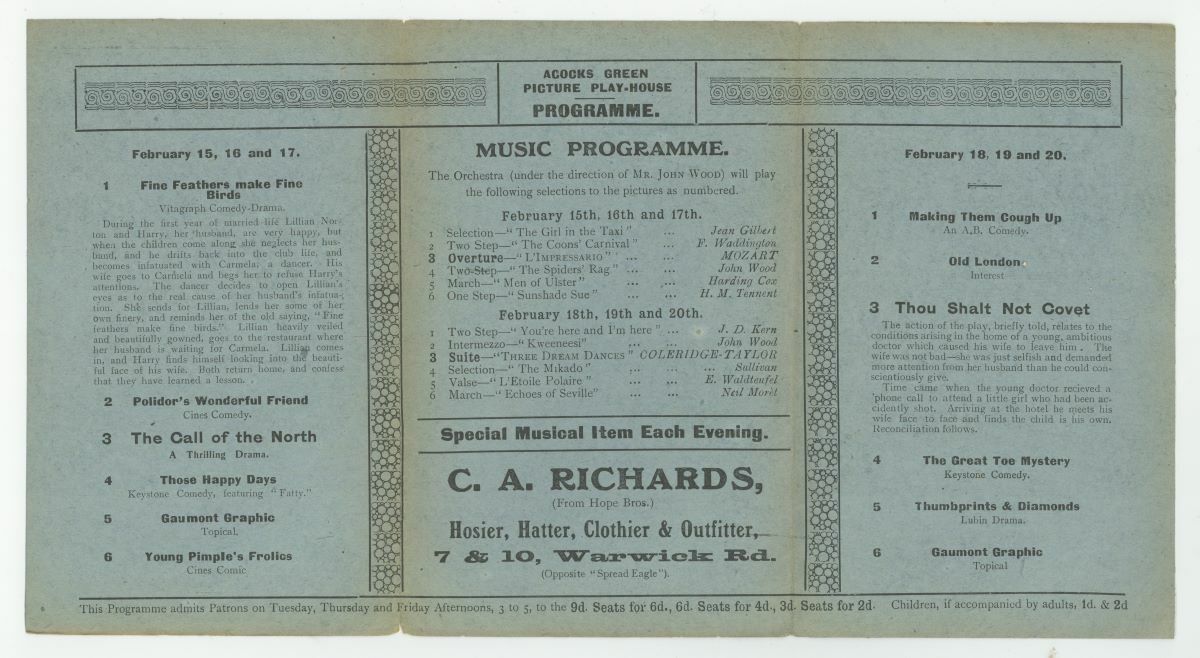 ACOCKS GREEN
PICTURE PLAY-HOUSE
PROGRAMME.
February 15, 16 and 17.
1 Fine Feathers make Fine
Birds
Vitagraph Comedy-Drama.
During the first year of married life Lillian Nor-
ton and Harry, her husband, are very happy, but
when the children come along she neglects her hus-
band, and he drifts back into the club life, and
becomes infatuated with Carmela, a dancer. His
wife goes to Carmela and begs her to refuse Harry's
attentions. The dancer decides to open Lillian's
eyes as to the real cause of her husband's infatua-
tion. She sends for Lillian, lends her some of her
own finery, and reminds her of the old saying, "Fine
feathers make fine birds." Lillian heavily veiled
and beautifully gowned, goes to the restaurant where
her husband is waiting for Carmela. Lillian comes
in, and Harry finds himself looking into the beauti-
ful face of his wife. Both return home, and confess
that they have learned a lesson.
2 Polidor's Wonderful Friend
Cines Comedy.
3 The Call of the North
A Thrilling Drama.
4 Those Happy Days
Keystone Comedy, featuring "Fatty."
5 Gaumont Graphic
Topical.
6 Young Pimple's Frolics
Cines Comic
MUSIC PROGRAMME.
The Orchestra (under the direction of MR. JOHN WOOD) will play
the following selections to the pictures as numbered.
February 15th, 16th and 17th.
1 Selection—"The Girl in the Taxi" ... Jean Gilbert
2 Two Step—"The Coons' Carnival" ... F. Waddington
3 Overture—"L'IMPRESSARIO" ... ... MOZART
4 Two-Step—"The Spiders' Rag" ... ... John Wood
5 March—"Men of Ulster" ... ... Harding Cox
6 One Step—"Sunshade Sue" ... ... H. M. Tennent
February 18th, 19th and 20th.
1 Two Step—"You're here and I'm here" ... J. D. Kern
2 Intermezzo—"Kweneesi" ... ... John Wood
3 Suite—"THREE DREAM DANCES" COLERIDGE-TAYLOR
4 Selection—"The Mikado" ... ... ... Sullivan
5 Valse—"L'Etoile Polaire" ... ... E. Waldteufel
6 March—"Echoes of Seville" ... ... Neil Moret
Special Musical Item Each Evening.
C. A. RICHARDS,
(From Hope Bros.)
Hosier, Hatter, Clothier & Outfitter,
7 & 10, Warwick Rd.
(Opposite "Spread Eagle").
February 18, 19 and 20.
1 Making Them Cough Up
An A.B. Comedy.
2 Old London.
Interest
3 Thou Shalt Not Covet
The action of the play, briefly told, relates to the
conditions arising in the home of a young, ambitious
doctor which caused his wife to leave him. The
wife was not bad—she was just selfish and demanded
more attention from her husband than he could con-
scientiously give.
Time came when the young doctor recieved a
'phone call to attend a little girl who had been ac-
cidently shot. Arriving at the hotel he meets his
wife face to face and finds the child is his own.
Reconciliation follows.
4 The Great Toe Mystery
Keystone Comedy.
5 Thumbprints & Diamonds
Lubin Drama.
6 Gaumont Graphic
Topical
This Programme admits Patrons on Tuesday, Thursday and Friday Afternoons, 3 to 5, to the 9d. Seats for 6d., 6d. Seats for 4d., 3d. Seats for 2d. Children, if accompanied by adults, 1d. & 2d